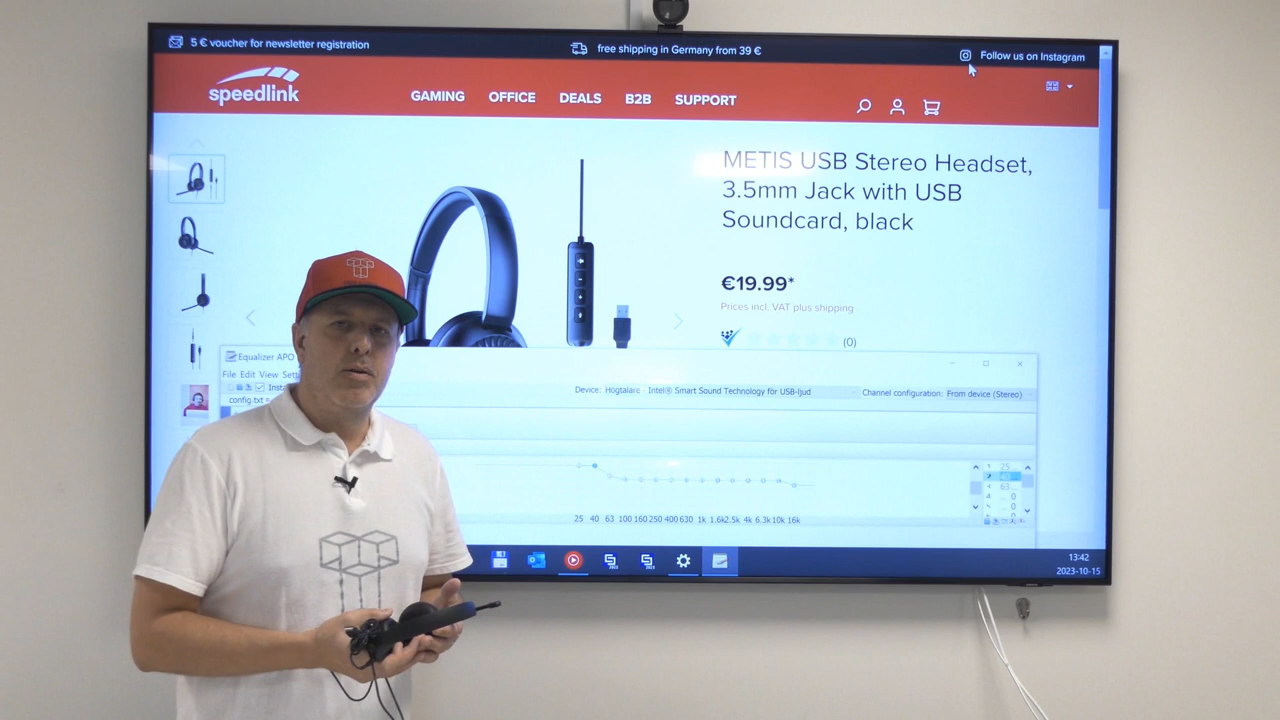 5 € voucher for newsletter registration
free shipping in Germany from 39 €
Follow us on Instagram
speedlink
GAMING OFFICE DEALS B2B SUPPORT
METIS USB Stereo Headset,
3.5mm Jack with USB
Soundcard, black
€19.99*
Prices incl. VAT plus shipping
(0)
Equalizer APO
File Edit View
Device: Högtalare - Intel® Smart Sound Technology för USB-ljud
Channel configuration: From device (Stereo)
config.txt
25 40 63 100 160 250 400 630 1k 1.6k 2.5k 4k 6.3k 10k 16k
13:42
2023-10-15